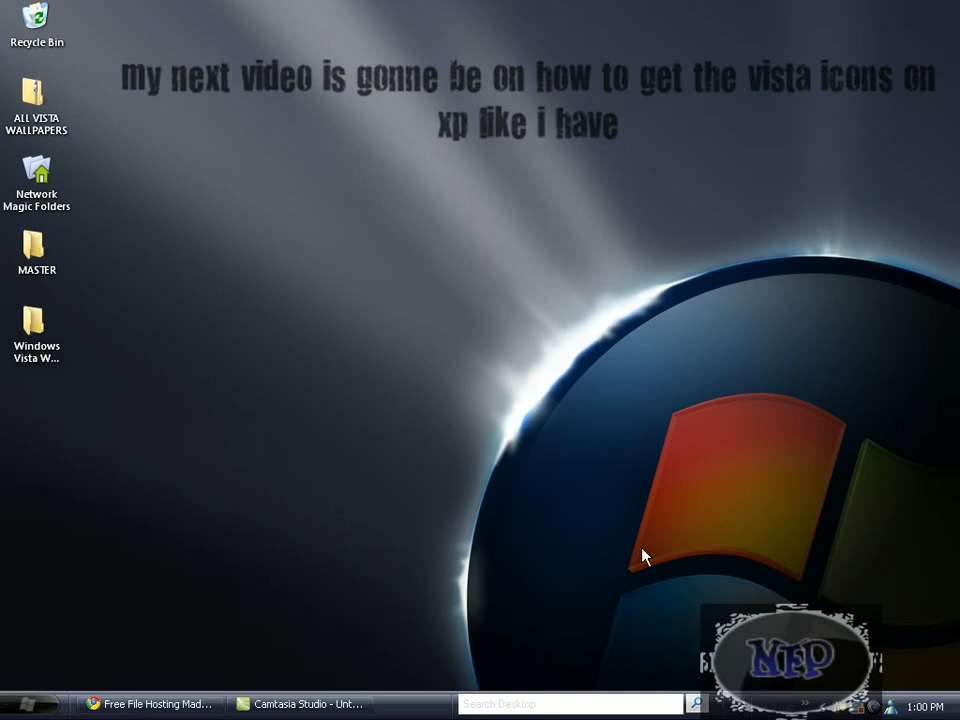 Recycle Bin
my next video is gonne be on how to get the vista icons on
xp like i have
ALL VISTA
WALLPAPERS
Network
Magic Folders
MASTER
Windows
Vista W...
NFP
Free File Hosting Mad...
Camtasia Studio - Unt...
Search Desktop
1:00 PM